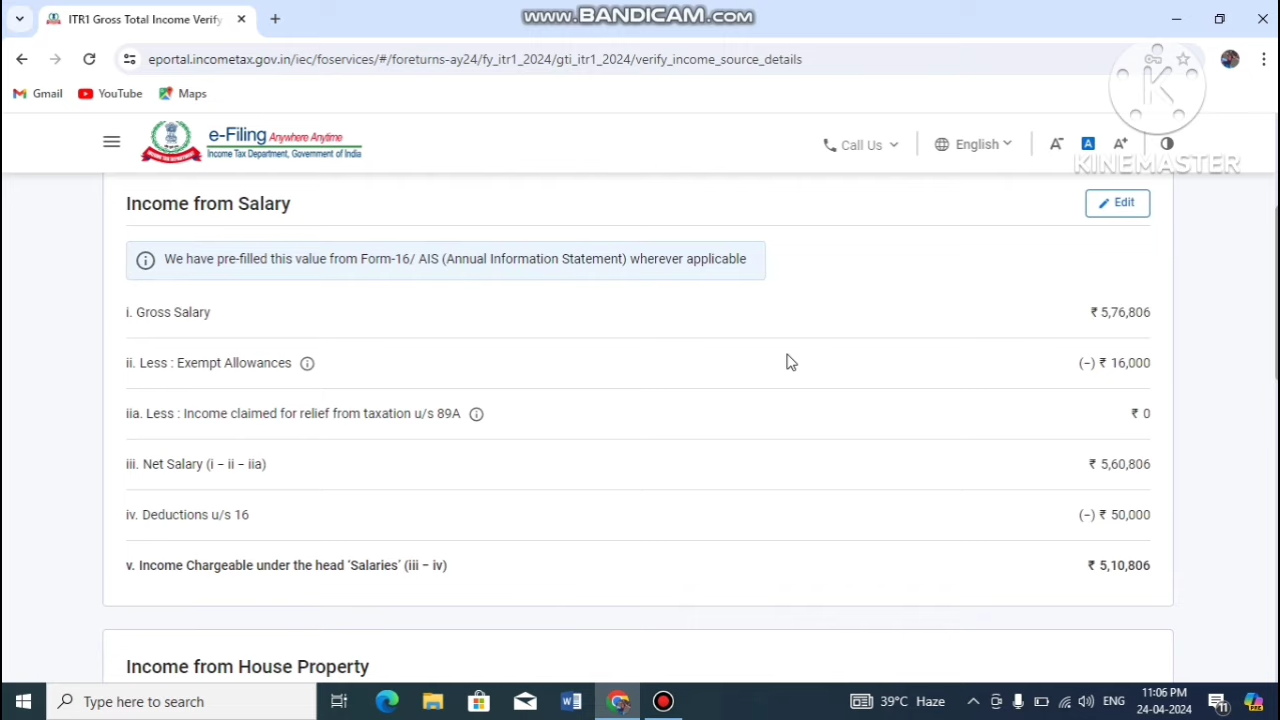 www.BANDICAM.com
ITR1 Gross Total Income Verify
eportal.incometax.gov.in/iec/foservices/#/foreturns-ay24/fy_itr1_2024/gti_itr1_2024/verify_income_source_details
Gmail YouTube Maps
K
KINEMASTER
e-Filing Anywhere Anytime
Income Tax Department, Government of India
Call Us English A- A A+
Income from Salary Edit
We have pre-filled this value from Form-16/ AIS (Annual Information Statement) wherever applicable
i. Gross Salary ₹ 5,76,806
ii. Less : Exempt Allowances (-) ₹ 16,000
iia. Less : Income claimed for relief from taxation u/s 89A ₹ 0
iii. Net Salary (i - ii - iia) ₹ 5,60,806
iv. Deductions u/s 16 (-) ₹ 50,000
v. Income Chargeable under the head 'Salaries' (iii - iv) ₹ 5,10,806
Income from House Property
Type here to search
39°C Haze
ENG
11:06 PM
24-04-2024
11